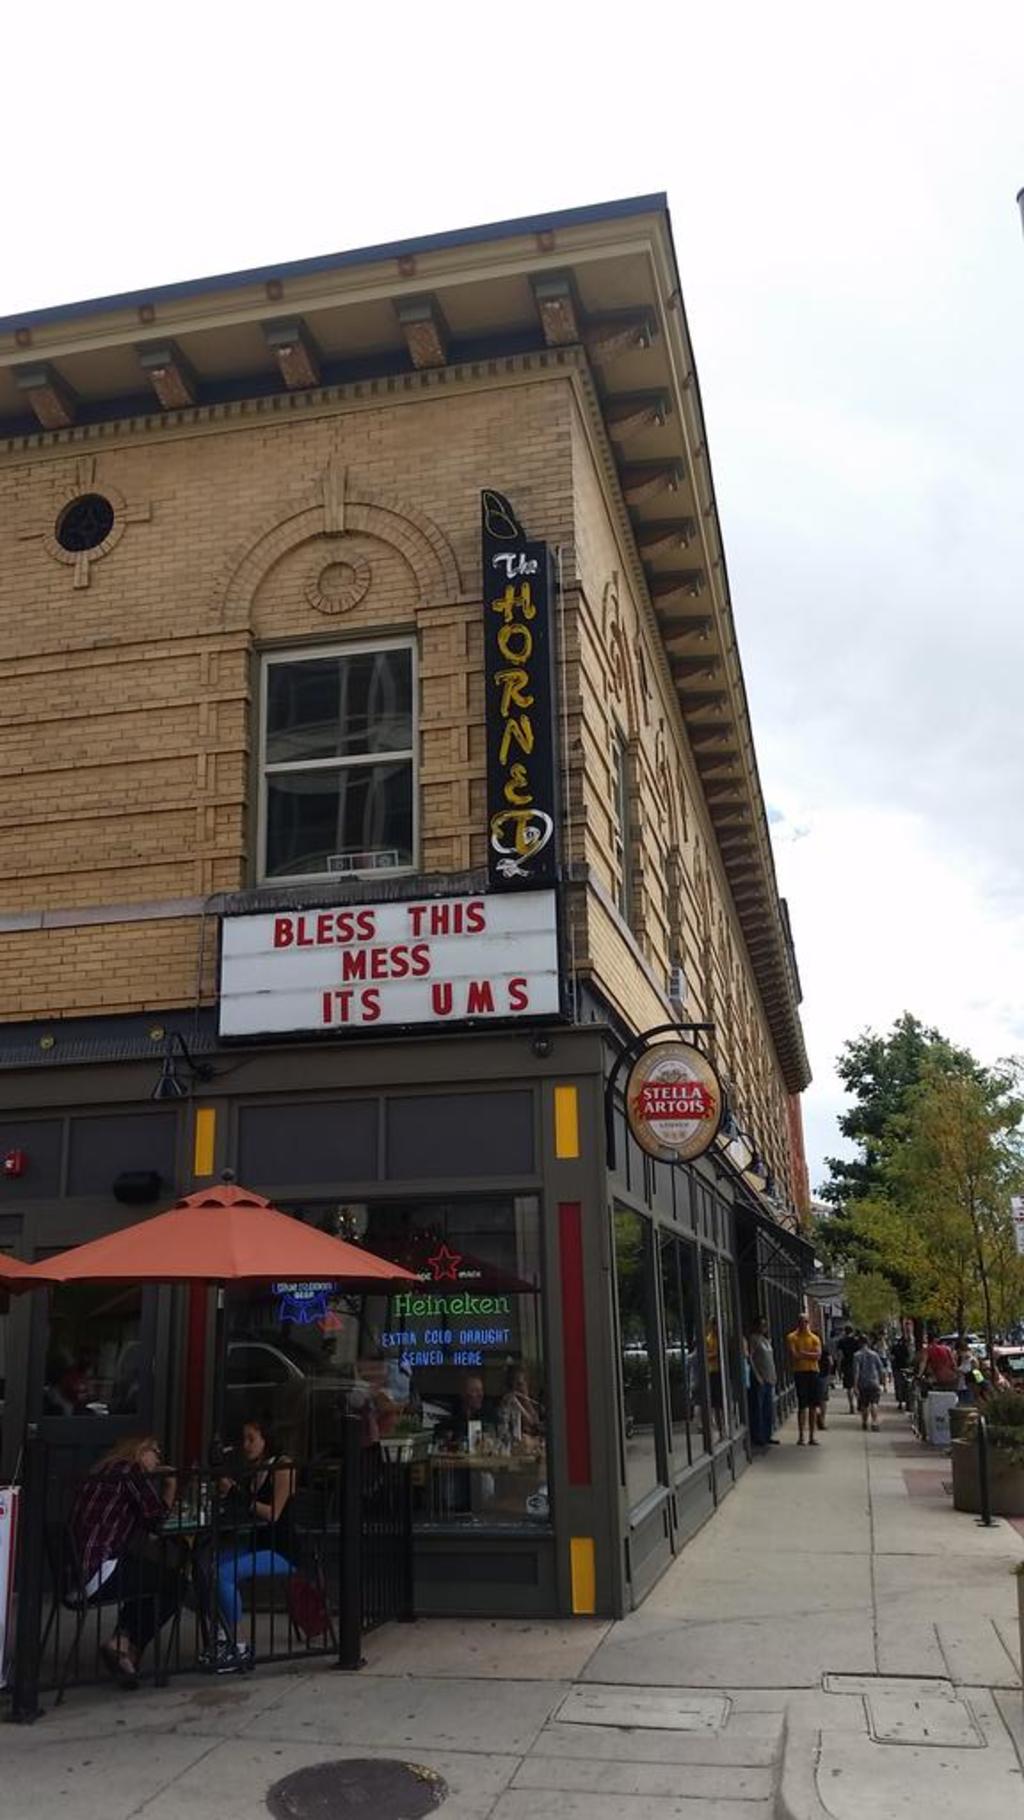 The
HORNET
BLESS THIS
MESS
ITS UMS
STELLA
ARTOIS
Heineken
EXTRA COLD DRAUGHT
SERVED HERE